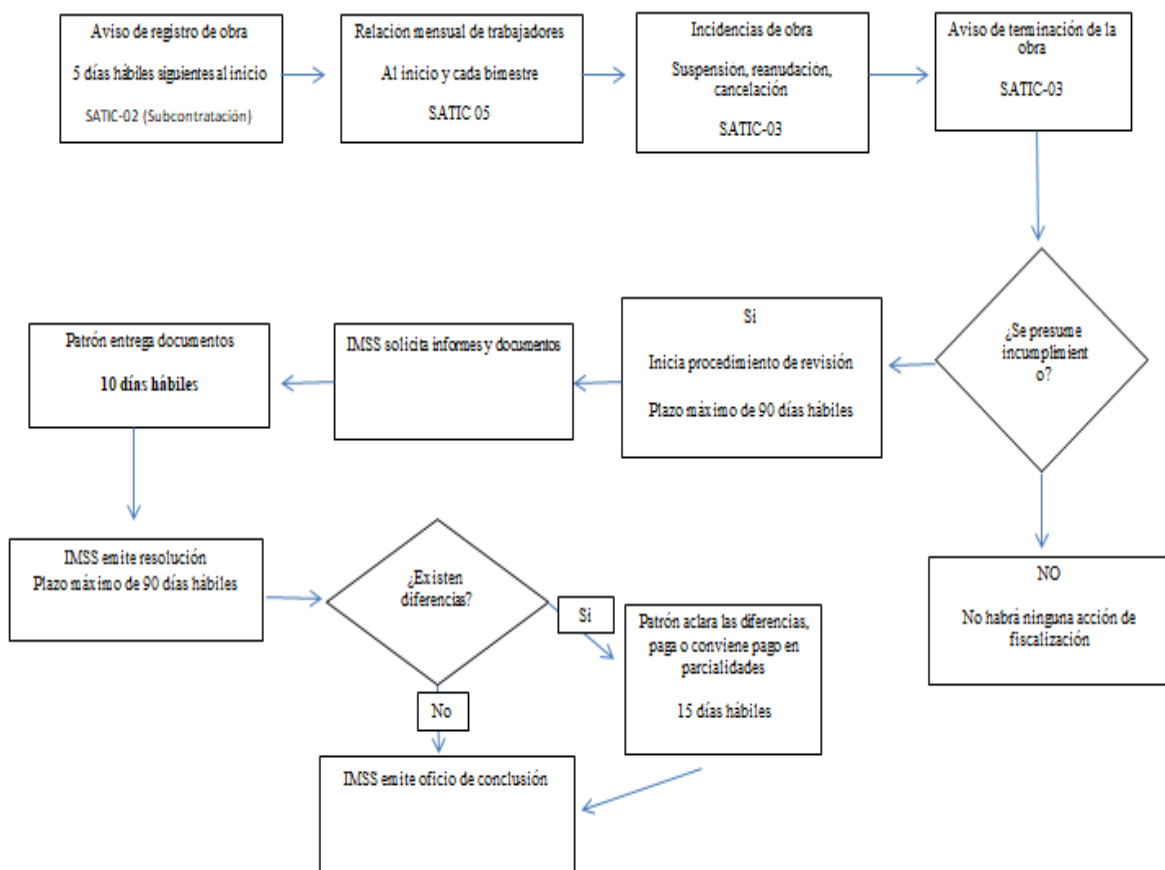 Aviso de registro de obra
5 días hábiles siguientes al inicio
SATIC-02 (Subcontratación)
Relación mensual de trabajadores
Al inicio y cada bimestre
SATIC 05
Incidencias de obra
Suspensión, reanudación,
cancelación
SATIC-03
Aviso de terminación de la
obra
SATIC-03
¿Se presume
incumplimient
o?
Si
Inicia procedimiento de revisión
Plazo máximo de 90 días hábiles
IMSS solicita informes y documentos
Patrón entrega documentos
10 días hábiles
IMSS emite resolución
Plazo máximo de 90 días hábiles
¿Existen
diferencias?
Si
Patrón aclara las diferencias,
paga o conviene pago en
parcialidades
15 días hábiles
No
IMSS emite oficio de conclusión
NO
No habrá ninguna acción de
fiscalización